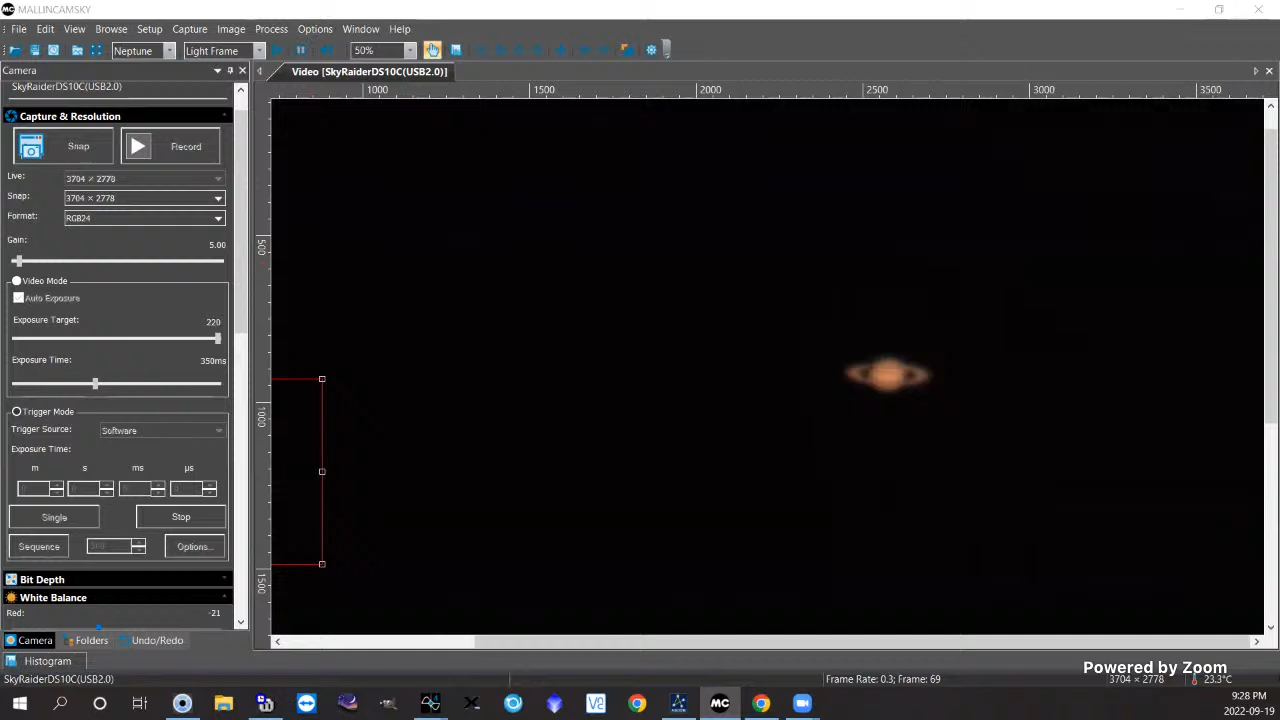 MALLINCAMSKY
File Edit View Browse Setup Capture Image Process Options Window Help
Neptune Light Frame 50%
Camera
Video [SkyRaiderDS10C(USB2.0)]
SkyRaiderDS10C(USB2.0)
1000 1500 2000 2500 3000 3500
Capture & Resolution
Snap Record
Live: 3704 × 2778
Snap: 3704 × 2778
Format: RGB24
500
Gain: 5.00
Video Mode
Auto Exposure
Exposure Target: 220
Exposure Time: 350ms
Trigger Mode
1000
Trigger Source: Software
Exposure Time:
m s ms µs
Single Stop
Sequence Options...
1500
Bit Depth
White Balance
Red: -21
Camera Folders Undo/Redo
Histogram
Powered by Zoom
SkyRaiderDS10C(USB2.0) Frame Rate: 0.3; Frame: 69 3704 × 2778 23.3°C
MC
9:28 PM
2022-09-19